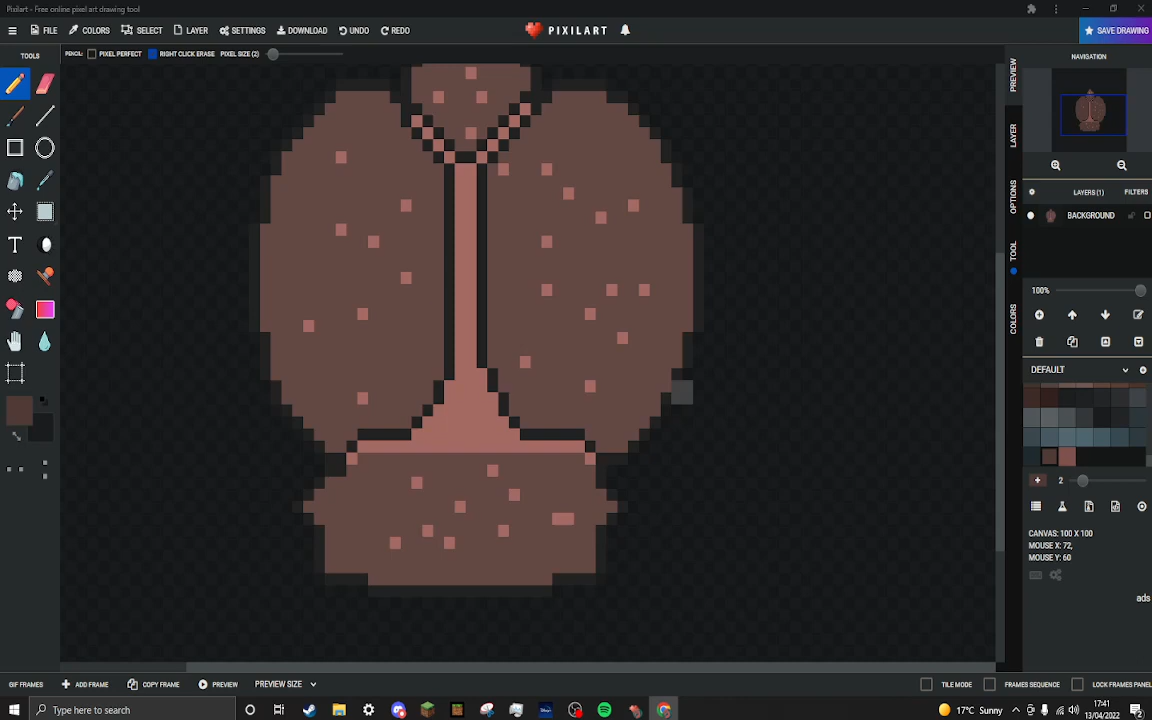 Pixilart - Free online pixel art drawing tool
FILE COLORS SELECT LAYER SETTINGS DOWNLOAD UNDO REDO PIXILART SAVE DRAWING
TOOLS PENCIL: PIXEL PERFECT RIGHT CLICK ERASE PIXEL SIZE (2) NAVIGATION
PREVIEW
LAYER
OPTIONS
TOOL
COLORS
LAYERS(1) FILTERS
BACKGROUND
100%
DEFAULT
2
CANVAS: 100 X 100
MOUSE X: 72,
MOUSE Y: 60
ads
GIF FRAMES ADD FRAME COPY FRAME PREVIEW PREVIEW SIZE TILE MODE FRAMES SEQUENCE LOCK FRAMES PANEL
Type here to search 17°C Sunny 17:41
13/04/2022 2